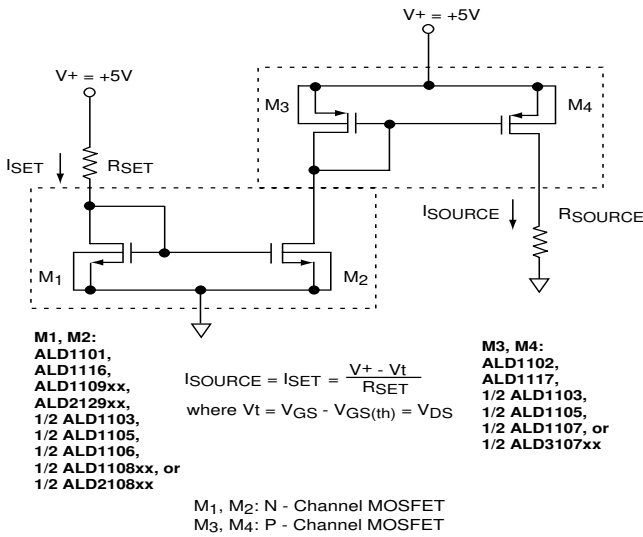 V+ = +5V
V+ = +5V
M3
M4
ISET
RSET
ISOURCE
RSOURCE
M1
M2
M1, M2:
ALD1101,
ALD1116,
ALD1109xx,
ALD2129xx,
1/2 ALD1103,
1/2 ALD1105,
1/2 ALD1106,
1/2 ALD1108xx, or
1/2 ALD2108xx
ISOURCE = ISET = V+ - Vt / RSET
where Vt = VGS - VGS(th) = VDS
M3, M4:
ALD1102,
ALD1117,
1/2 ALD1103,
1/2 ALD1105,
1/2 ALD1107, or
1/2 ALD3107xx
M1, M2: N - Channel MOSFET
M3, M4: P - Channel MOSFET